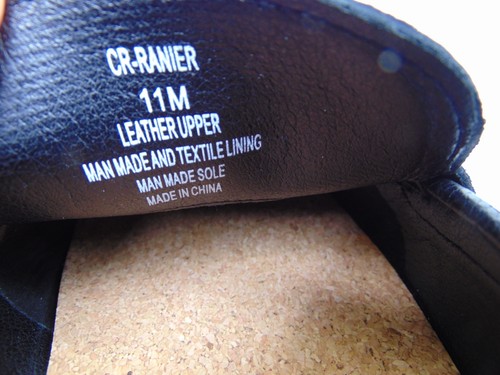 CR-RANIER
11M
LEATHER UPPER
MAN MADE AND TEXTILE LINING
MAN MADE SOLE
MADE IN CHINA